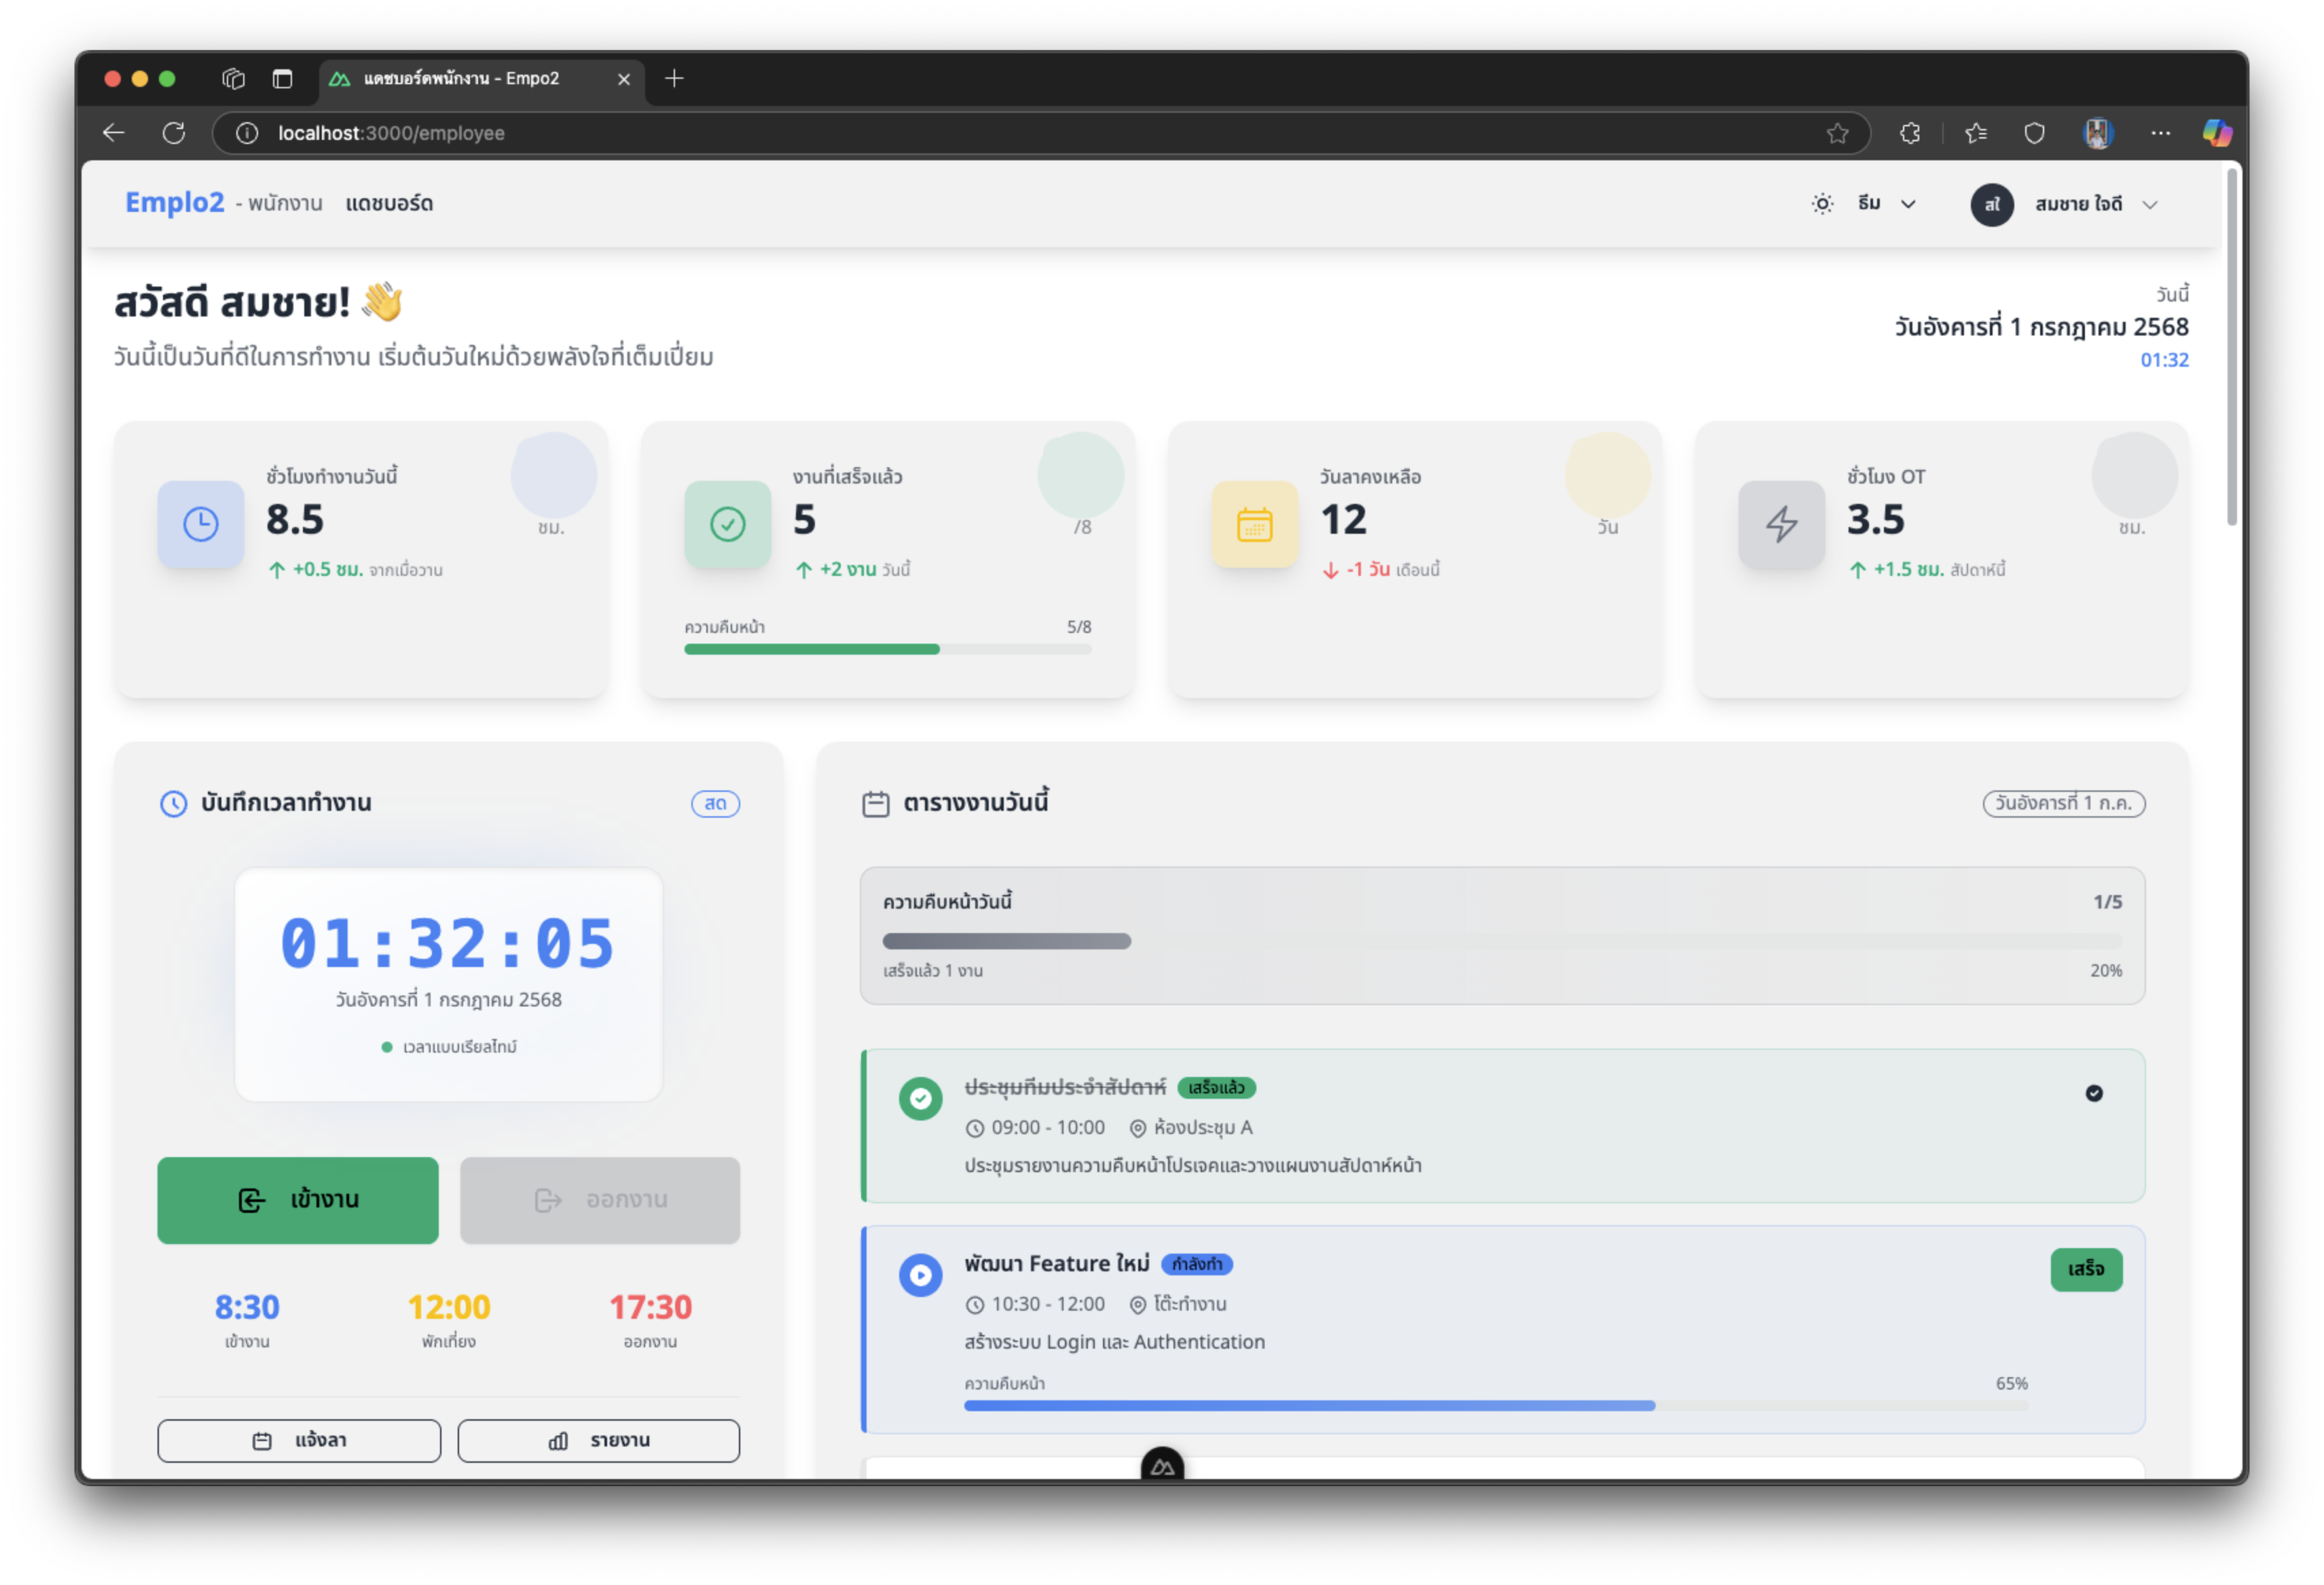 แดชบอร์ดพนักงาน - Empo2
localhost:3000/employee
Emplo2 - พนักงาน แดชบอร์ด
ธีม
สใ
สมชาย ใจดี
สวัสดี สมชาย! 👋
วันนี้เป็นวันที่ดีในการทำงาน เริ่มต้นวันใหม่ด้วยพลังใจที่เต็มเปี่ยม
วันนี้
วันอังคารที่ 1 กรกฎาคม 2568
01:32
ชั่วโมงทำงานวันนี้
8.5
ชม.
+0.5 ชม. จากเมื่อวาน
งานที่เสร็จแล้ว
5
/8
+2 งาน วันนี้
ความคืบหน้า
5/8
วันลาคงเหลือ
12
วัน
-1 วัน เดือนนี้
ชั่วโมง OT
3.5
ชม.
+1.5 ชม. สัปดาห์นี้
บันทึกเวลาทำงาน
สด
01:32:05
วันอังคารที่ 1 กรกฎาคม 2568
เวลาแบบเรียลไทม์
เข้างาน
ออกงาน
8:30
เข้างาน
12:00
พักเที่ยง
17:30
ออกงาน
แจ้งลา
รายงาน
ตารางงานวันนี้
วันอังคารที่ 1 ก.ค.
ความคืบหน้าวันนี้
1/5
เสร็จแล้ว 1 งาน
20%
ประชุมทีมประจำสัปดาห์ เสร็จแล้ว
09:00 - 10:00 ห้องประชุม A
ประชุมรายงานความคืบหน้าโปรเจคและวางแผนงานสัปดาห์หน้า
พัฒนา Feature ใหม่ กำลังทำ
เสร็จ
10:30 - 12:00 โต๊ะทำงาน
สร้างระบบ Login และ Authentication
ความคืบหน้า
65%